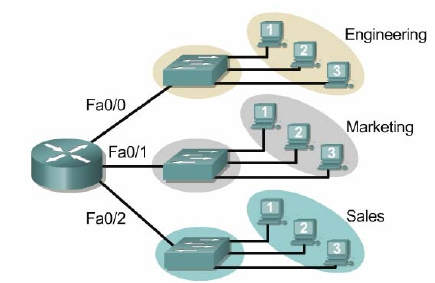 1
Engineering
2
3
Fa0/0
1
Marketing
2
Fa0/1
3
Fa0/2
1
Sales
2
3